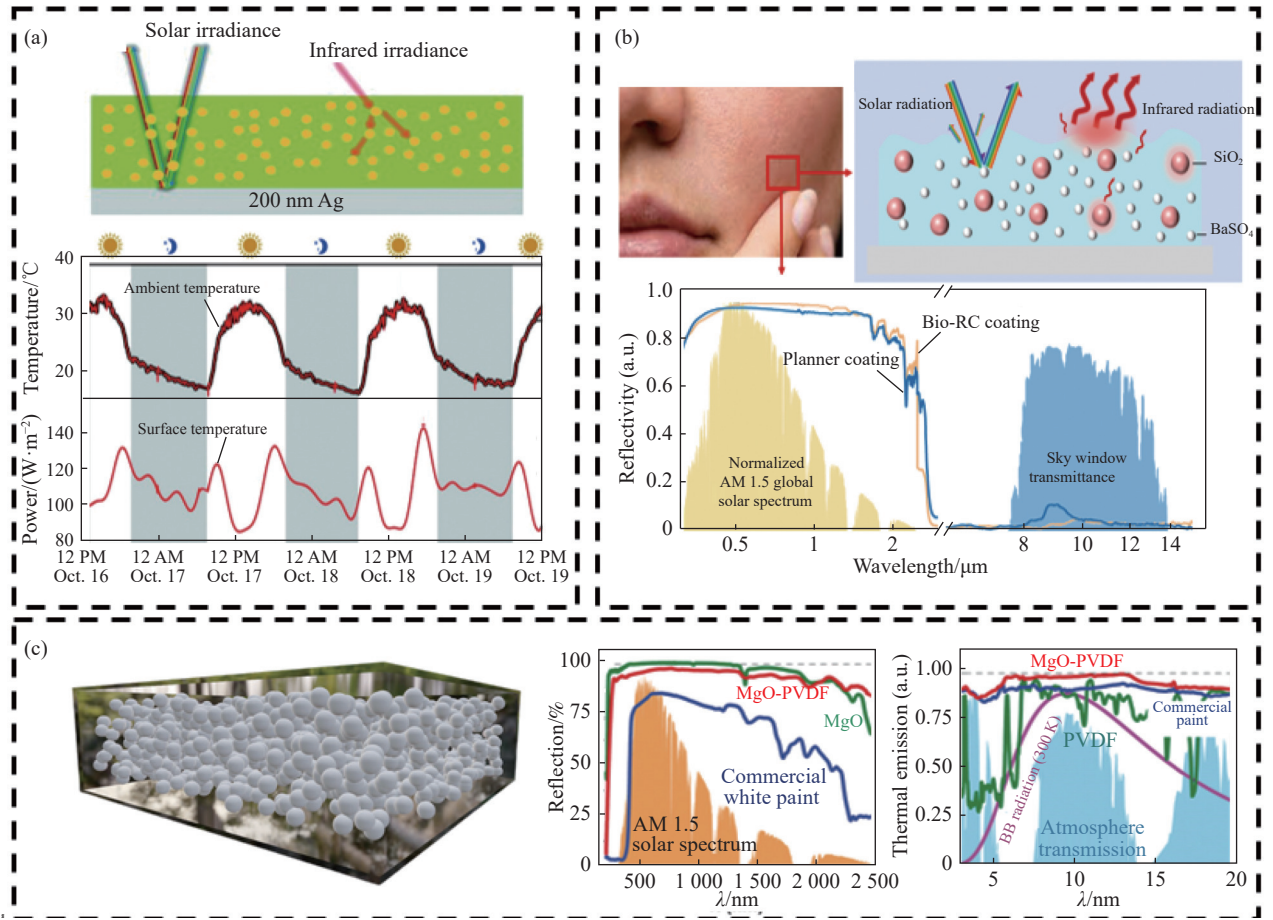 (a)
Solar irradiance
Infrared irradiance
200 nm Ag
40
30
20
Temperature/℃
Ambient temperature
140
120
100
80
Power/(W·m⁻²)
Surface temperature
12 PM 12 AM 12 PM 12 AM 12 PM 12 AM 12 PM
Oct. 16 Oct. 17 Oct. 17 Oct. 18 Oct. 18 Oct. 19 Oct. 19
(b)
Solar radiation
Infrared radiation
SiO₂
BaSO₄
1.0
0.8
0.6
0.4
0.2
0
Reflectivity (a.u.)
Bio-RC coating
Planner coating
Normalized
AM 1.5 global
solar spectrum
Sky window
transmittance
0.5 1 2 8 10 12 14
Wavelength/μm
(c)
100
75
50
25
0
Reflection/%
MgO-PVDF
MgO
Commercial
white paint
AM 1.5
solar spectrum
500 1 000 1 500 2 000 2 500
λ/nm
1.00
0.75
0.50
0.25
0
Thermal emission (a.u.)
MgO-PVDF
Commercial
paint
PVDF
BB radiation (300 K)
Atmosphere
transmission
5 10 15 20
λ/nm